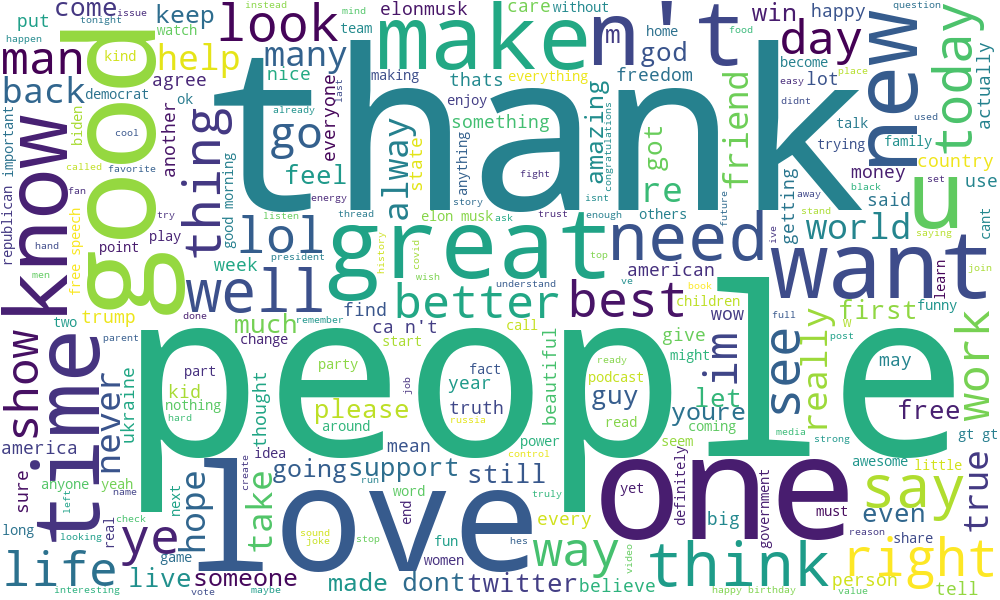 thank
people
love
one
good
great
time
know
make
n't
new
want
need
think
right
say
well
way
life
best
better
see
lol
look
day
today
u
thing
go
re
im
man
back
help
many
come
keep
put
tonight
issue
happen
watch
kind
democrat
agree
ok
nice
team
mind
instead
elonmusk
care
without
god
m
home
win
happy
become
food
question
making
thats
everything
freedom
easy
place
lot
actually
republican important
biden
cool
called
favorite
another
already
everyone
last
feel
enjoy
something
amazing
got
friend
didnt
talk
trying
used
family
country
money
use
fan
try
good morning
energy
alway
state
anything
story
fight
congratulations
isnt
away
black
set
said
hand
free speech
point
play
listen
thread
elon musk
ask
trust
enough
others
future
ive
getting
stand
world
saying
cant
men
week
president
history
covid
wish
top
understand
ve
american
children
book
learn
join
show
two
trump
done
find
remember
much
change
ca n't
start
call
wow
give
might
first
w
full
funny
post
parent
ukraine
never
part
kid
nothing
hard
thought
party
fact
year
truth
job
please
around
russia
read
podcast
ready
beautiful
guy
let
youre
coming
really
may
free
work
media
strong
gt gt
america
sure
anyone
yeah
left
idea
mean
power
control
seem
going
support
still
yet
definitely
government
awesome
little
true
name
long
looking
check
real
ye
next
hope
take
create
run
word
end
truly
every
big
must
even
reason
share
game
sound
joke
stop
fun
women
hes
video
interesting
live
vote
someone
maybe
made
dont
twitter
believe
happy birthday
person
value
tell